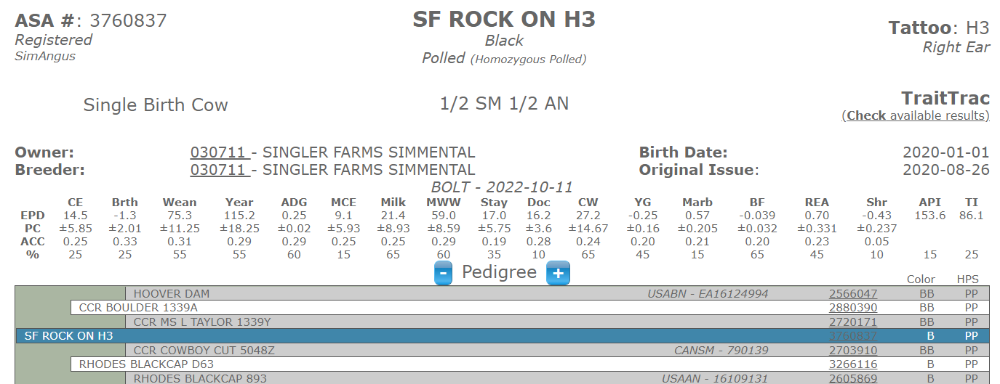 ASA #: 3760837
Registered
SimAngus
SF ROCK ON H3
Black
Polled (Homozygous Polled)
Tattoo: H3
Right Ear
Single Birth Cow
1/2 SM 1/2 AN
TraitTrac
(Check available results)
Owner: 030711 - SINGLER FARMS SIMMENTAL Birth Date: 2020-01-01
Breeder: 030711 - SINGLER FARMS SIMMENTAL Original Issue: 2020-08-26
BOLT - 2022-10-11
CE Brth Wean Year ADG MCE Milk MWW Stay Doc CW YG Marb BF REA Shr API TI
EPD 14.5 -1.3 75.3 115.2 0.25 9.1 21.4 59.0 17.0 16.2 27.2 -0.25 0.57 -0.039 0.70 -0.43 153.6 86.1
PC ±5.85 ±2.01 ±11.25 ±18.25 ±0.02 ±5.93 ±8.93 ±8.59 ±5.75 ±3.6 ±14.67 ±0.16 ±0.205 ±0.032 ±0.331 ±0.237
ACC 0.25 0.33 0.31 0.29 0.29 0.25 0.25 0.29 0.19 0.28 0.24 0.20 0.21 0.20 0.23 0.05
% 25 25 55 55 60 15 65 60 35 10 65 45 15 65 45 10 15 25
- Pedigree +
Color HPS
HOOVER DAM USABN - EA16124994 2566047 BB PP
CCR BOULDER 1339A 2880390 BB PP
CCR MS L TAYLOR 1339Y 2720171 BB PP
SF ROCK ON H3 3760837 B PP
CCR COWBOY CUT 5048Z CANSM - 790139 2703910 BB PP
RHODES BLACKCAP D63 3266116 B PP
RHODES BLACKCAP 893 USAAN - 16109131 2605869 B PP